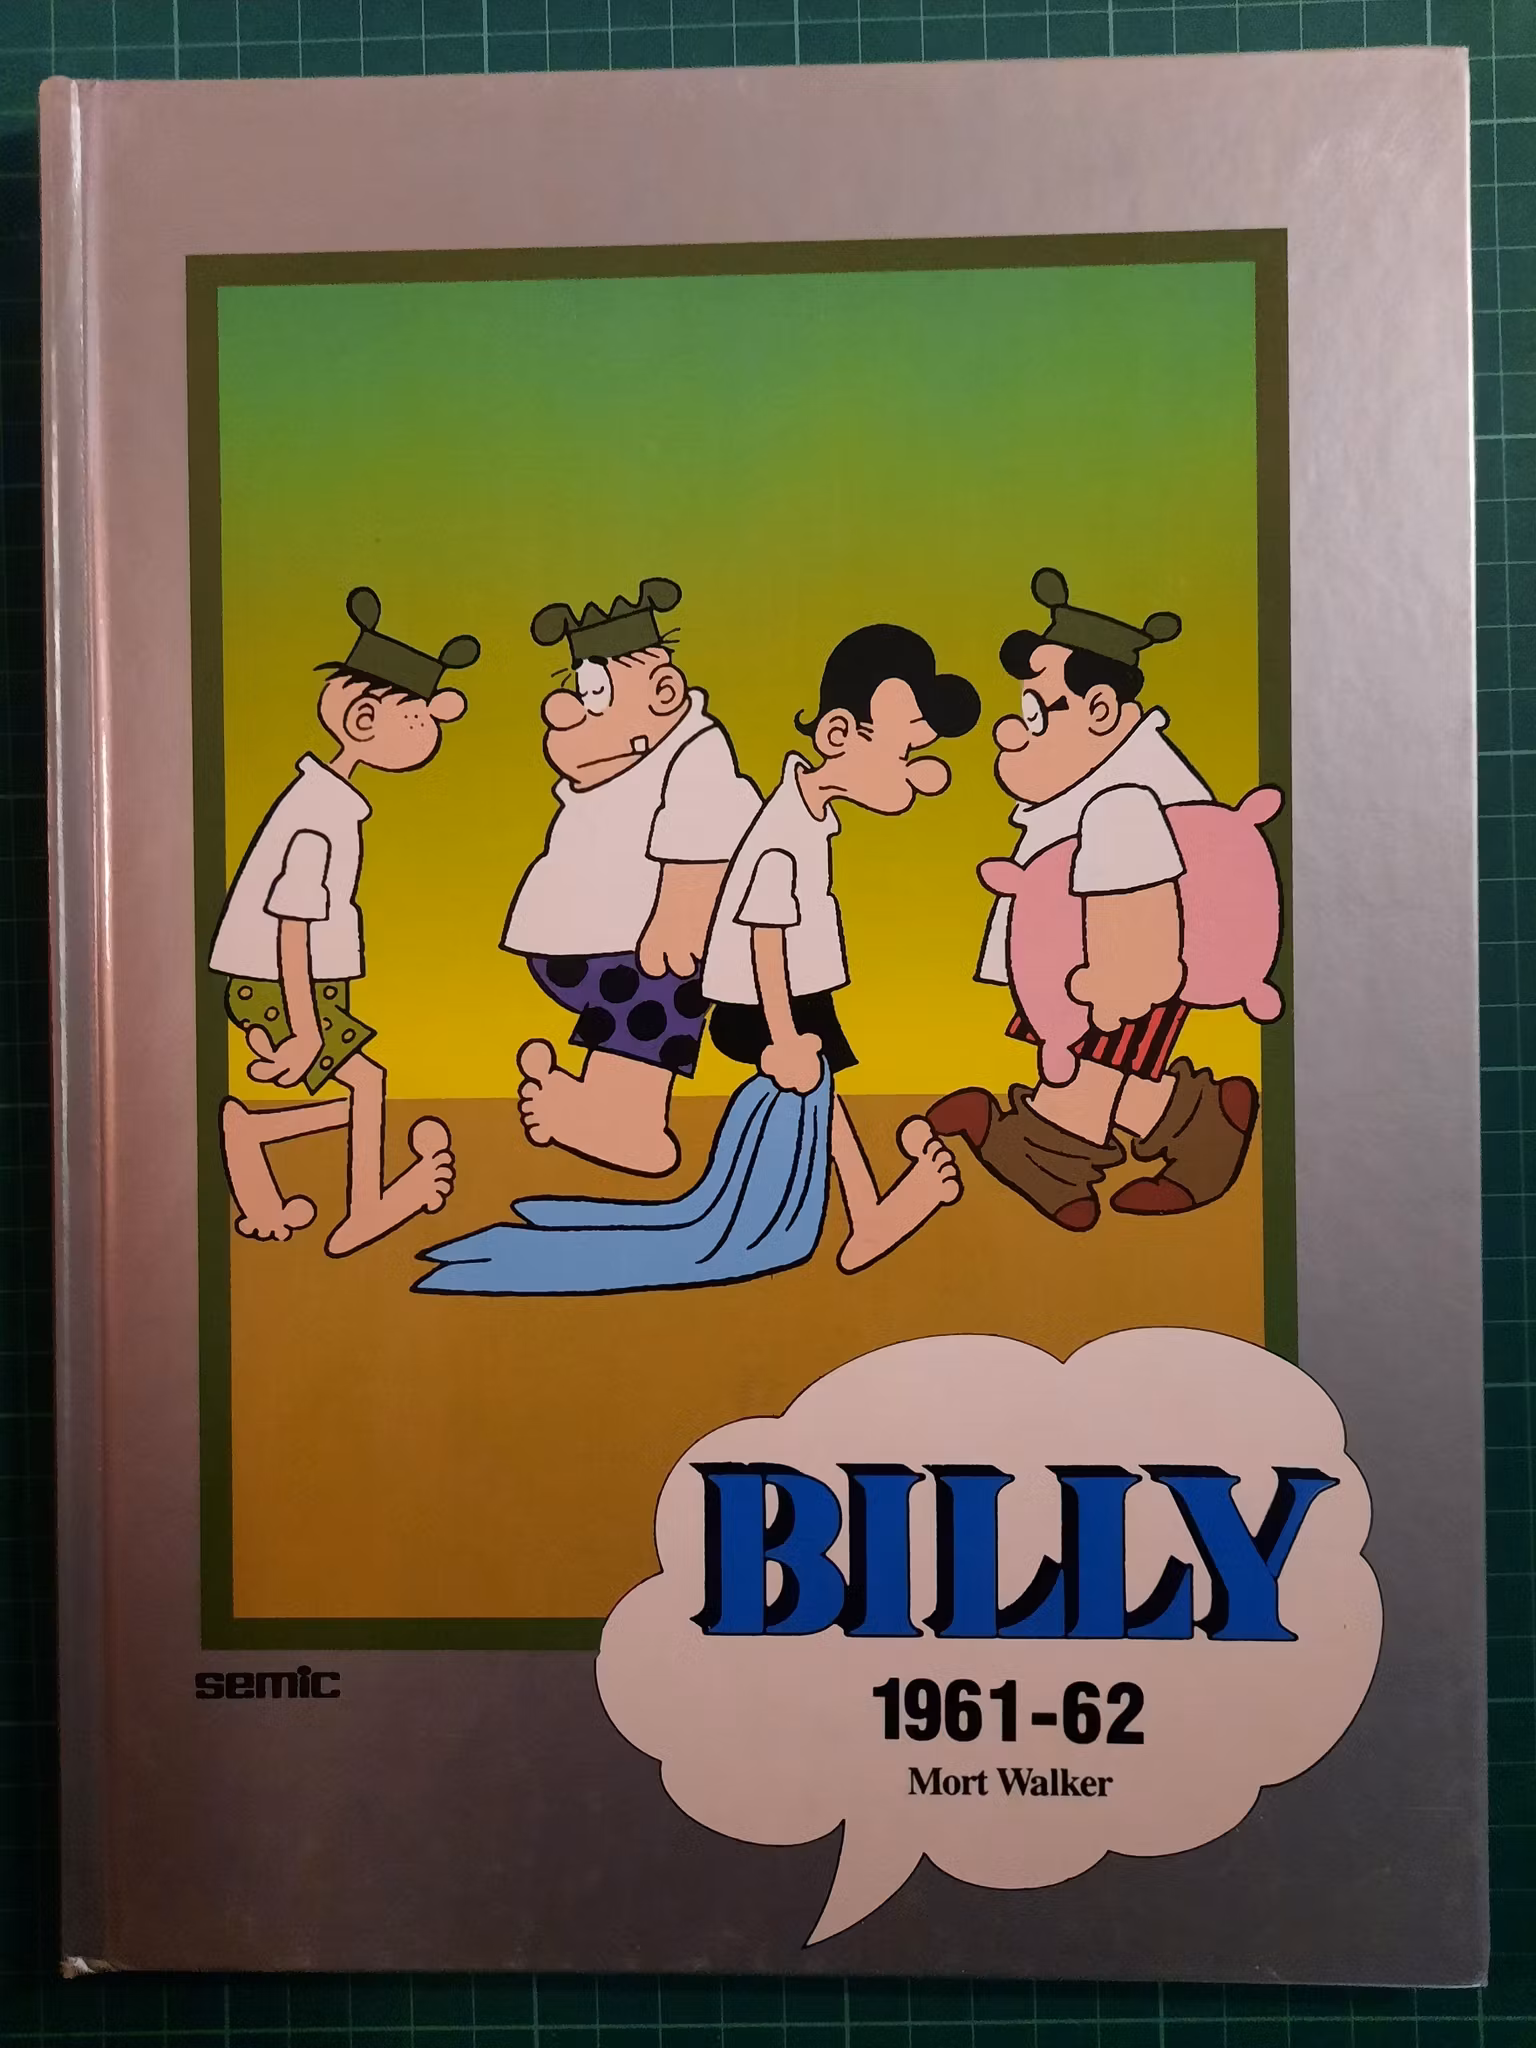 semic
BILLY
1961-62
Mort Walker